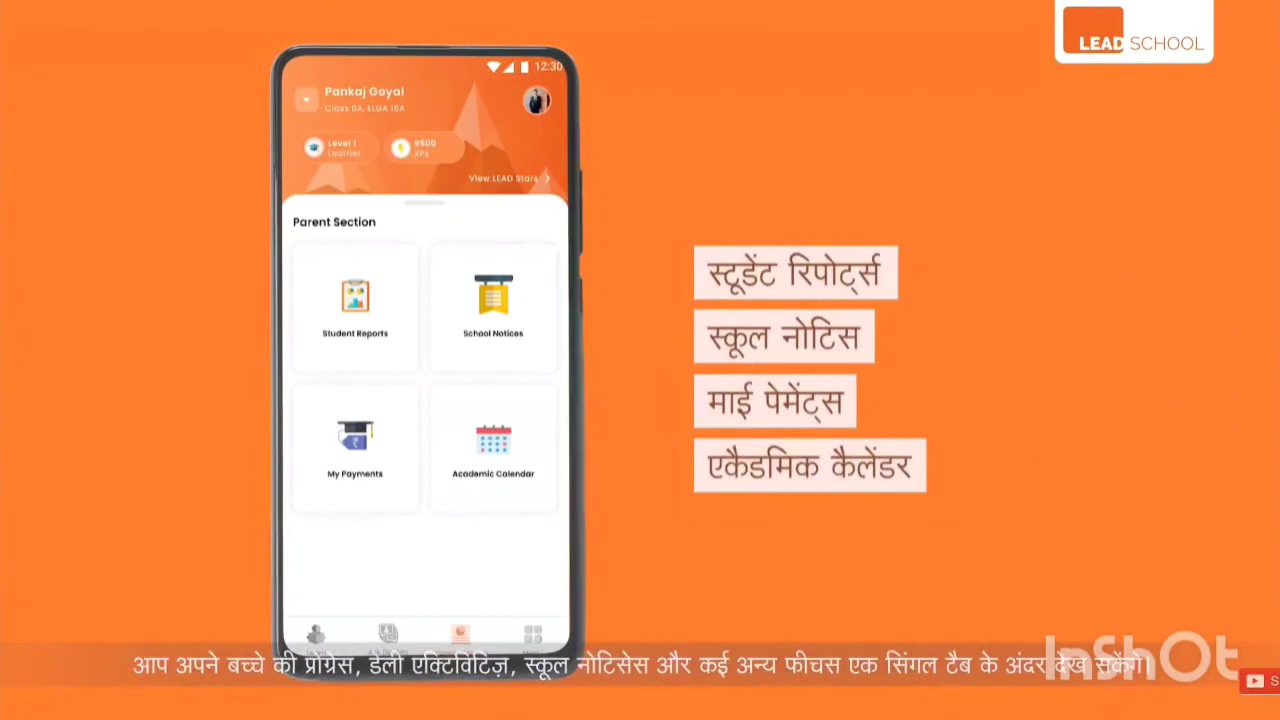 LEAD SCHOOL
12:30
Pankaj Goyal
Class 6A, ELGA 16A
Level 1
Learner
9500
XPs
View LEAD Stars
Parent Section
Student Reports
School Notices
My Payments
Academic Calendar
स्टूडेंट रिपोर्ट्स
स्कूल नोटिस
माई पेमेंट्स
एकैडमिक कैलेंडर
आप अपने बच्चे की प्रोग्रेस, डेली एक्टिविटिज़, स्कूल नोटिसेस और कई अन्य फीचस एक सिंगल टैब के अंदर देख सकेंगे।
InShOt
S